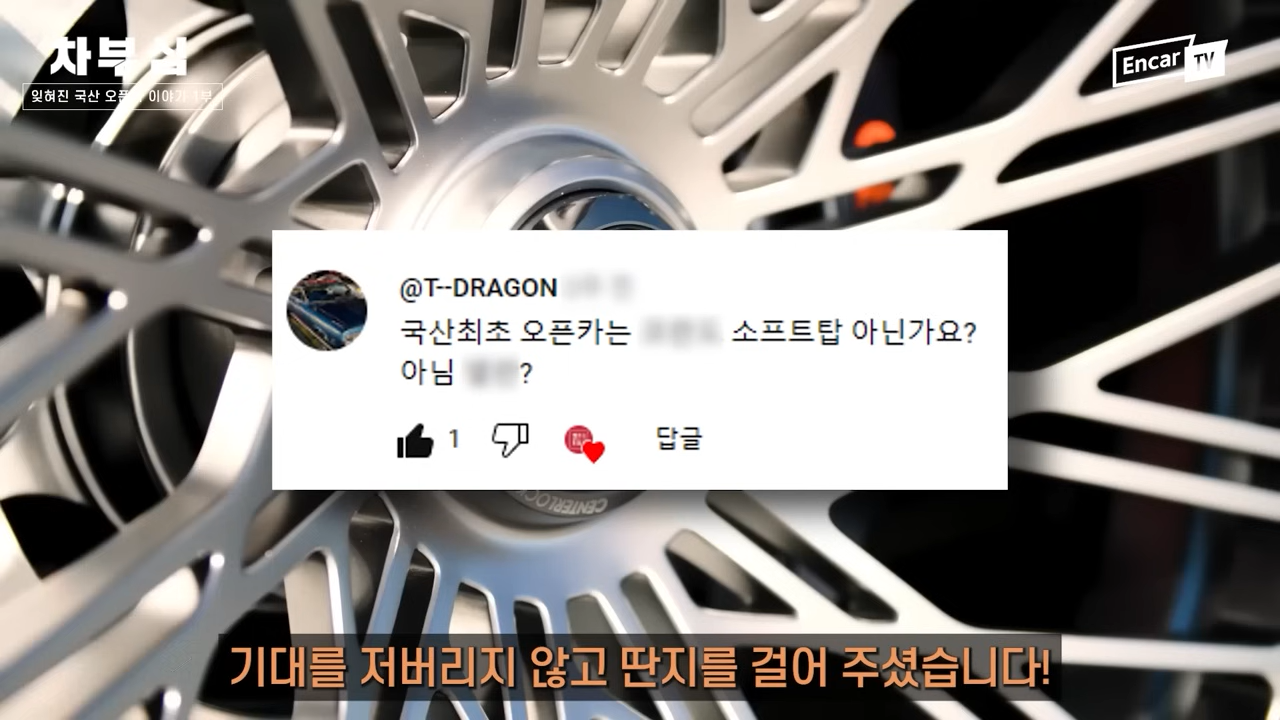 차부심
잊혀진 국산 오픈카 이야기 1부
Encar TV
@T--DRAGON
국산최초 오픈카는 소프트탑 아닌가요?
아님 ?
1
답글
CENTERLOCK
기대를 저버리지 않고 딴지를 걸어 주셨습니다!